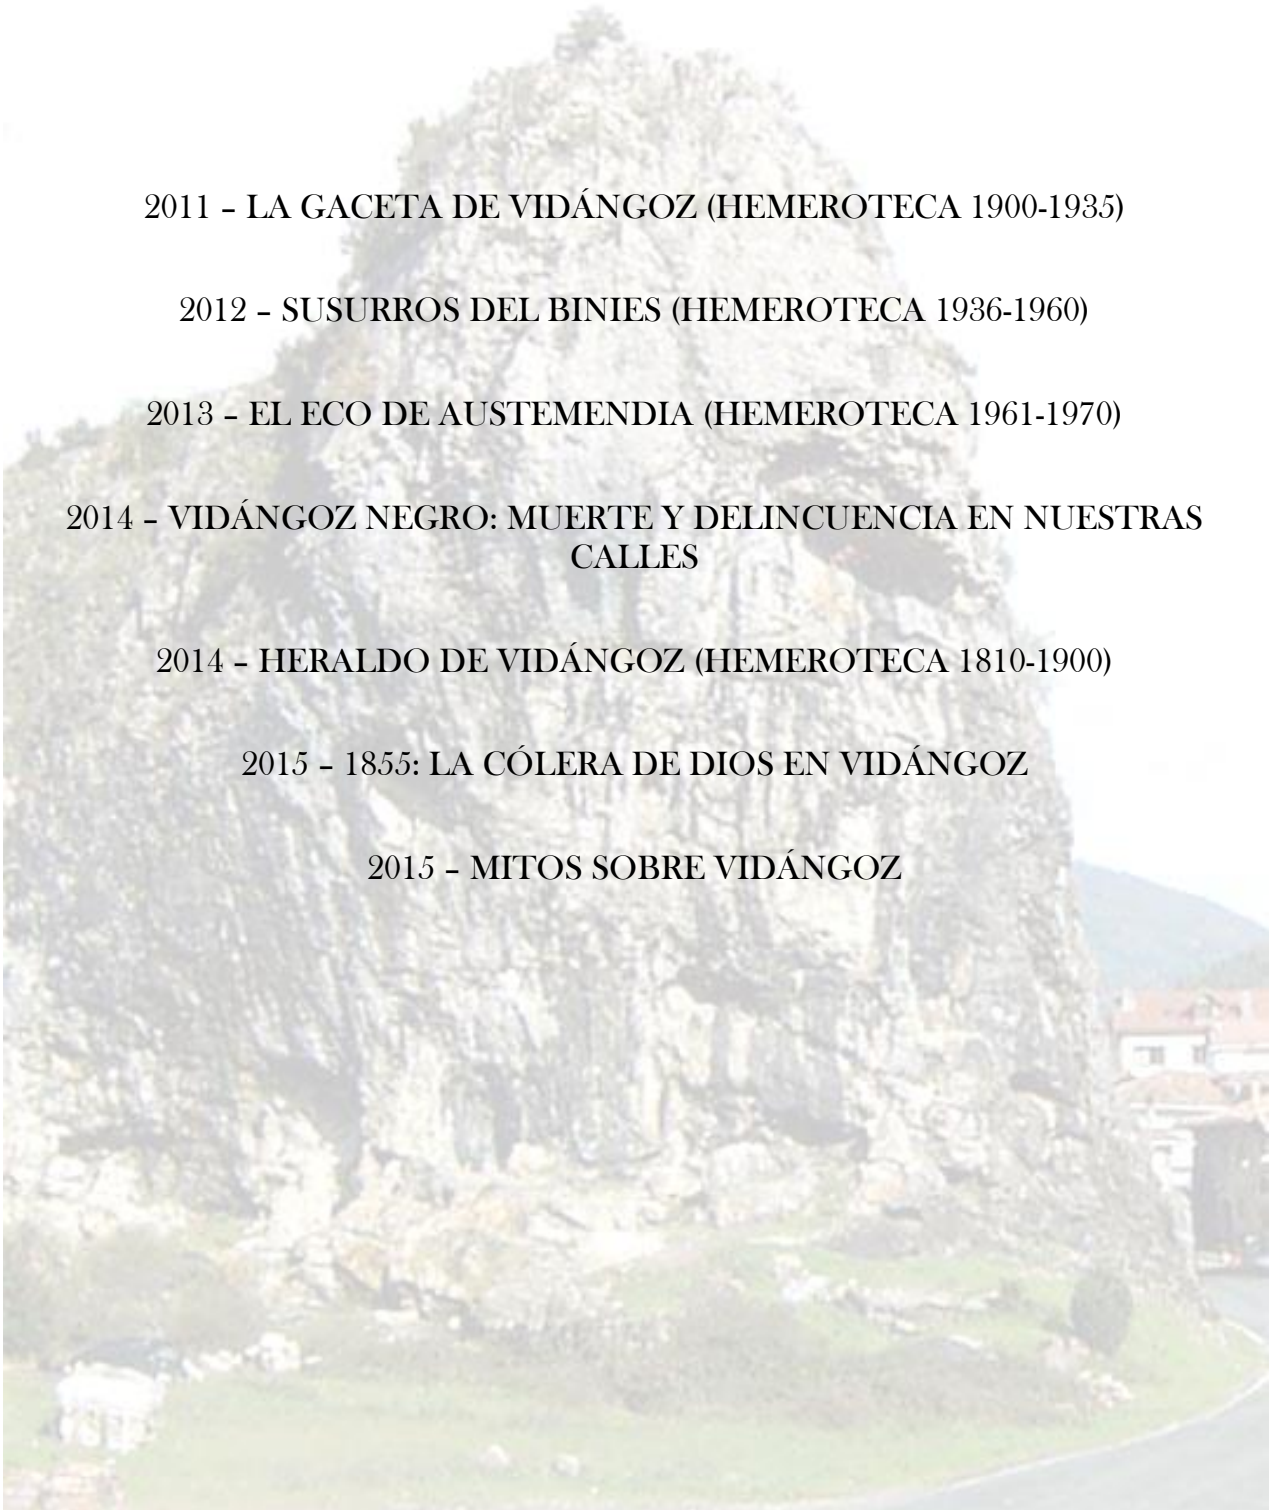 2011 – LA GACETA DE VIDÁNGOZ (HEMEROTECA 1900-1935)
2012 – SUSURROS DEL BINIES (HEMEROTECA 1936-1960)
2013 – EL ECO DE AUSTEMENDIA (HEMEROTECA 1961-1970)
2014 – VIDÁNGOZ NEGRO: MUERTE Y DELINCUENCIA EN NUESTRAS
CALLES
2014 – HERALDO DE VIDÁNGOZ (HEMEROTECA 1810-1900)
2015 – 1855: LA CÓLERA DE DIOS EN VIDÁNGOZ
2015 – MITOS SOBRE VIDÁNGOZ